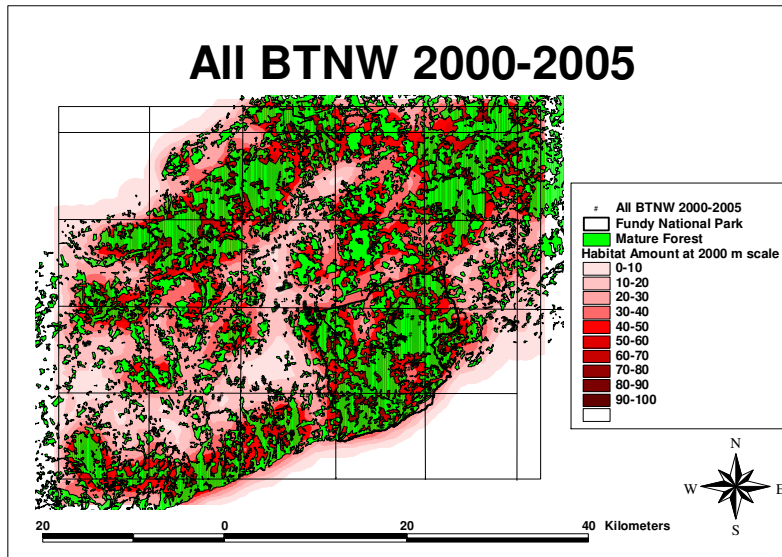 All BTNW 2000-2005
# All BTNW 2000-2005
Fundy National Park
Mature Forest
Habitat Amount at 2000 m scale
0-10
10-20
20-30
30-40
40-50
50-60
60-70
70-80
80-90
90-100
N
W E
S
20 0 20 40 Kilometers